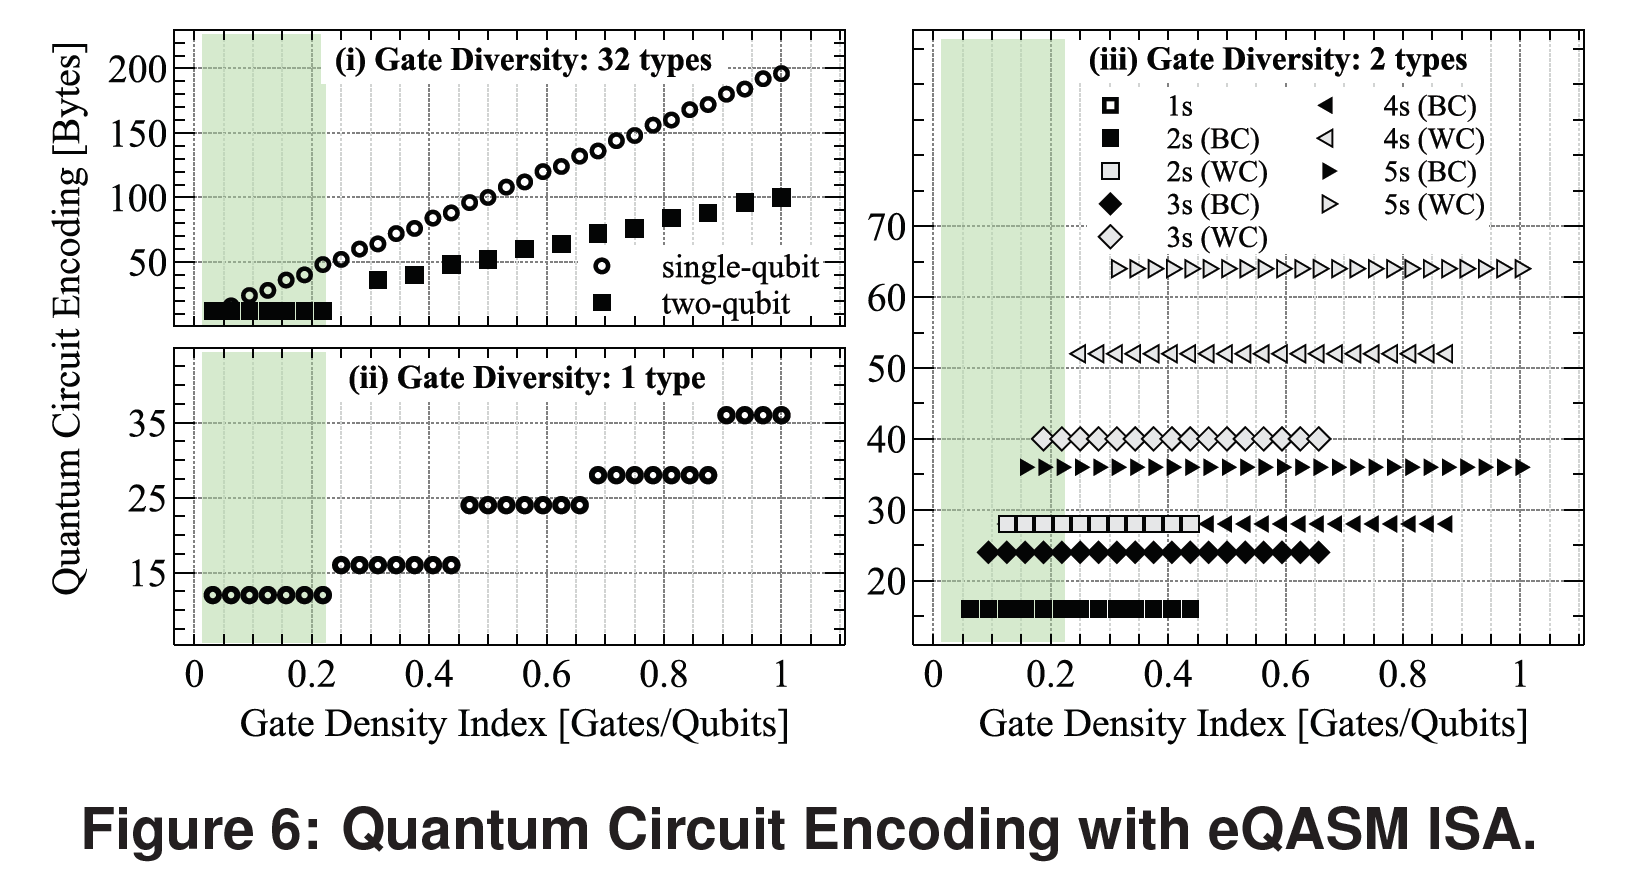 Quantum Circuit Encoding [Bytes]
(i) Gate Diversity: 32 types
200
150
100
50
single-qubit
two-qubit
(ii) Gate Diversity: 1 type
35
25
15
0 0.2 0.4 0.6 0.8 1
Gate Density Index [Gates/Qubits]
(iii) Gate Diversity: 2 types
1s
2s (BC)
2s (WC)
3s (BC)
3s (WC)
4s (BC)
4s (WC)
5s (BC)
5s (WC)
70
60
50
40
30
20
0 0.2 0.4 0.6 0.8 1
Gate Density Index [Gates/Qubits]
Figure 6: Quantum Circuit Encoding with eQASM ISA.